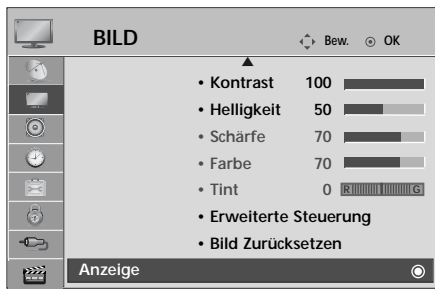 BILD Bew. OK
• Kontrast 100
• Helligkeit 50
• Schärfe 70
• Farbe 70
• Tint 0 R G
• Erweiterte Steuerung
• Bild Zurücksetzen
Anzeige